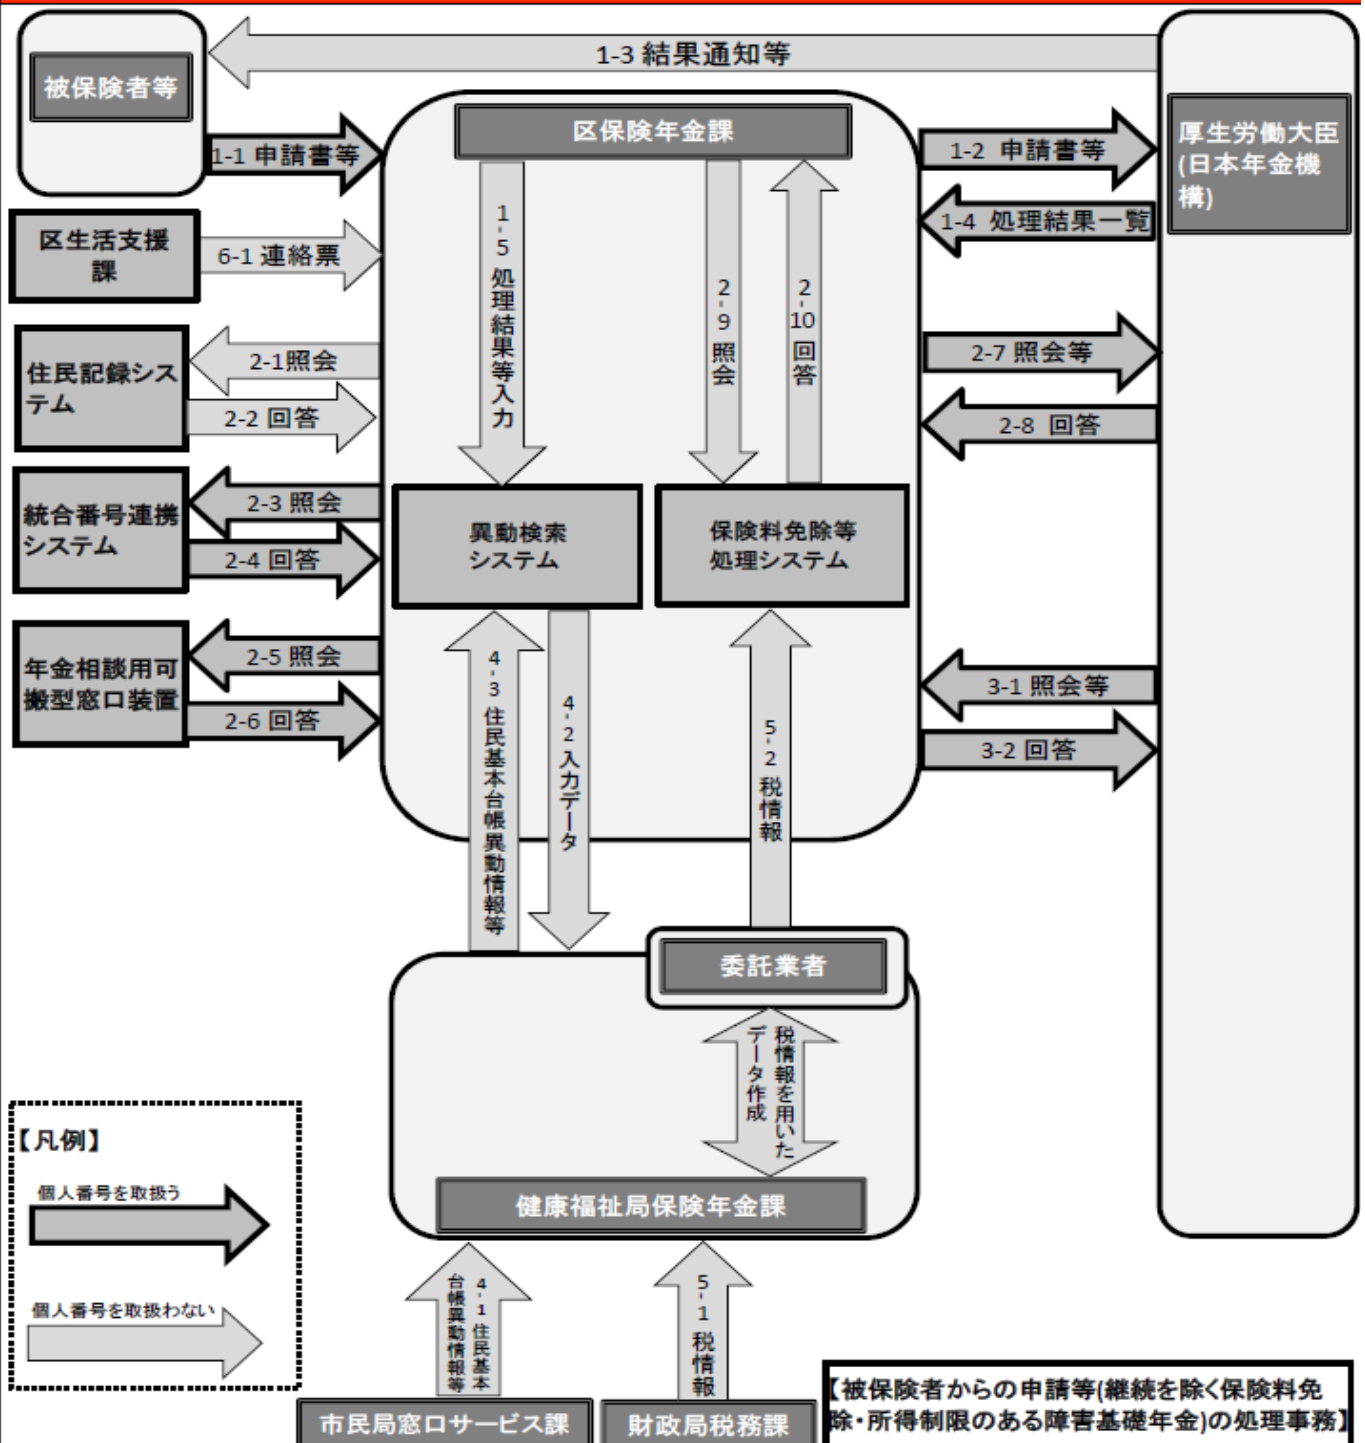 1-3 結果通知等
被保険者等
区保険年金課
厚生労働大臣
(日本年金機
構)
1-1 申請書等
1-2 申請書等
1-4 処理結果一覧
区生活支援
課
6-1 連絡票
1-5 処理結果等入力
2-9 照会
2-10 回答
住民記録シス
テム
2-1照会
2-2 回答
2-7 照会等
2-8 回答
統合番号連携
システム
2-3 照会
2-4 回答
異動検索
システム
保険料免除等
処理システム
年金相談用可
搬型窓口装置
2-5 照会
2-6 回答
3-1 照会等
3-2 回答
4-3 住民基本台帳異動情報等
4-2 入力データ
5-2 税情報
委託業者
税情報を用いた
データ作成
健康福祉局保険年金課
【凡例】
個人番号を取扱う
個人番号を取扱わない
4-1 住民基本
台帳異動情報等
5-1 税情報
市民局窓口サービス課
財政局税務課
【被保険者からの申請等(継続を除く保険料免
除・所得制限のある障害基礎年金)の処理事務】